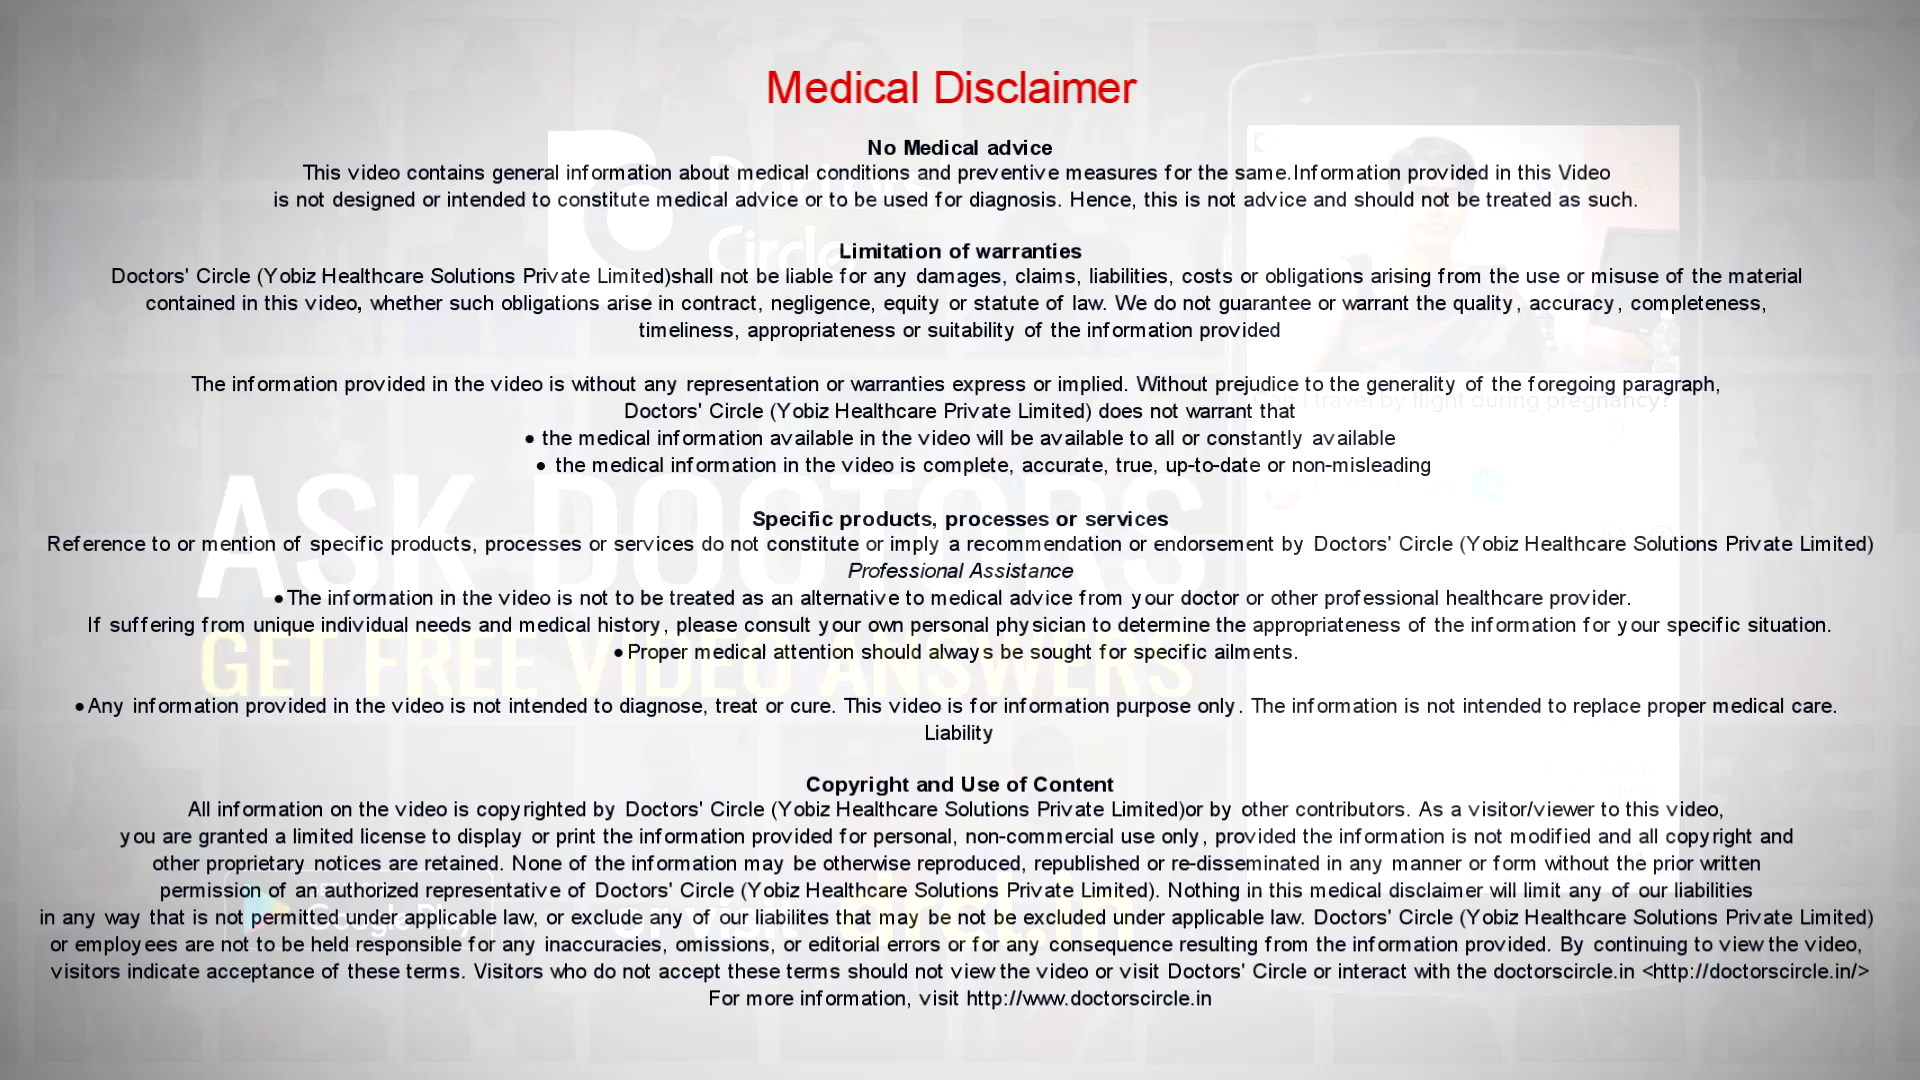 Medical Disclaimer
No Medical advice
This video contains general information about medical conditions and preventive measures for the same.Information provided in this Video
is not designed or intended to constitute medical advice or to be used for diagnosis. Hence, this is not advice and should not be treated as such.
Limitation of warranties
Doctors' Circle (Yobiz Healthcare Solutions Private Limited)shall not be liable for any damages, claims, liabilities, costs or obligations arising from the use or misuse of the material
contained in this video, whether such obligations arise in contract, negligence, equity or statute of law. We do not guarantee or warrant the quality, accuracy, completeness,
timeliness, appropriateness or suitability of the information provided
The information provided in the video is without any representation or warranties express or implied. Without prejudice to the generality of the foregoing paragraph,
Doctors' Circle (Yobiz Healthcare Private Limited) does not warrant that
• the medical information available in the video will be available to all or constantly available
• the medical information in the video is complete, accurate, true, up-to-date or non-misleading
Specific products, processes or services
Reference to or mention of specific products, processes or services do not constitute or imply a recommendation or endorsement by Doctors' Circle (Yobiz Healthcare Solutions Private Limited)
Professional Assistance
•The information in the video is not to be treated as an alternative to medical advice from your doctor or other professional healthcare provider.
If suffering from unique individual needs and medical history, please consult your own personal physician to determine the appropriateness of the information for your specific situation.
•Proper medical attention should always be sought for specific ailments.
•Any information provided in the video is not intended to diagnose, treat or cure. This video is for information purpose only. The information is not intended to replace proper medical care.
Liability
Copyright and Use of Content
All information on the video is copyrighted by Doctors' Circle (Yobiz Healthcare Solutions Private Limited)or by other contributors. As a visitor/viewer to this video,
you are granted a limited license to display or print the information provided for personal, non-commercial use only, provided the information is not modified and all copyright and
other proprietary notices are retained. None of the information may be otherwise reproduced, republished or re-disseminated in any manner or form without the prior written
permission of an authorized representative of Doctors' Circle (Yobiz Healthcare Solutions Private Limited). Nothing in this medical disclaimer will limit any of our liabilities
in any way that is not permitted under applicable law, or exclude any of our liabilites that may be not be excluded under applicable law. Doctors' Circle (Yobiz Healthcare Solutions Private Limited)
or employees are not to be held responsible for any inaccuracies, omissions, or editorial errors or for any consequence resulting from the information provided. By continuing to view the video,
visitors indicate acceptance of these terms. Visitors who do not accept these terms should not view the video or visit Doctors' Circle or interact with the doctorscircle.in <http://doctorscircle.in/>
For more information, visit http://www.doctorscircle.in
Doctors
Circle
Can I travel by flight during pregnancy?
ASK DOCTORS
GET FREE VIDEO ANSWERS
Google Play
or visit drcl.in